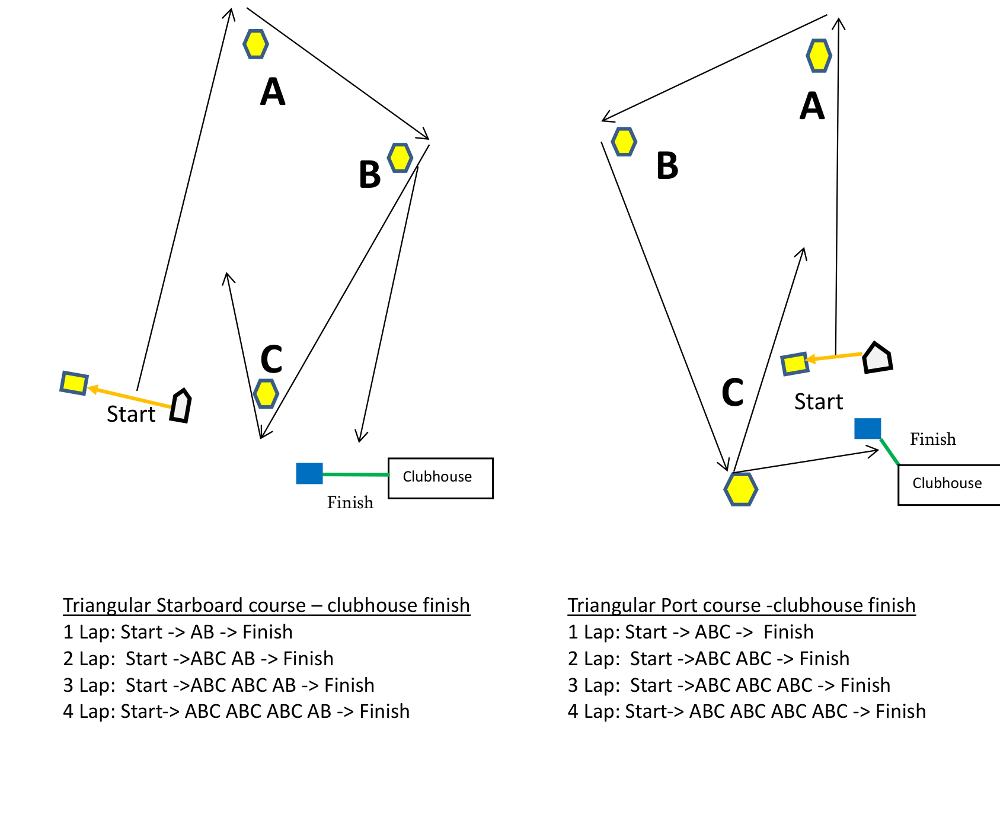 A
B
C
Start
Clubhouse
Finish
A
B
C
Start
Finish
Clubhouse
Triangular Starboard course – clubhouse finish
1 Lap: Start -> AB -> Finish
2 Lap:  Start ->ABC AB -> Finish
3 Lap:  Start ->ABC ABC AB -> Finish
4 Lap: Start-> ABC ABC ABC AB -> Finish
Triangular Port course -clubhouse finish
1 Lap: Start -> ABC ->  Finish
2 Lap:  Start ->ABC ABC -> Finish
3 Lap:  Start ->ABC ABC ABC -> Finish
4 Lap: Start-> ABC ABC ABC ABC -> Finish